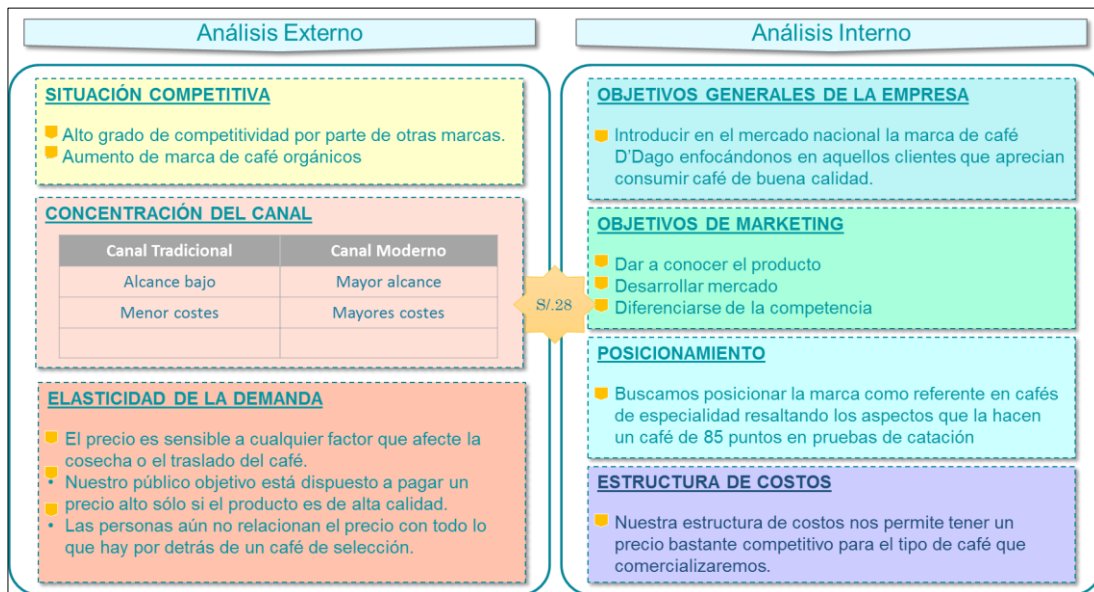 Análisis Externo
SITUACIÓN COMPETITIVA
Alto grado de competitividad por parte de otras marcas.
Aumento de marca de café orgánicos
CONCENTRACIÓN DEL CANAL
Canal Tradicional
Canal Moderno
Alcance bajo
Mayor alcance
Menor costes
Mayores costes
ELASTICIDAD DE LA DEMANDA
El precio es sensible a cualquier factor que afecte la
cosecha o el traslado del café.
• Nuestro público objetivo está dispuesto a pagar un
precio alto sólo si el producto es de alta calidad.
• Las personas aún no relacionan el precio con todo lo
que hay por detrás de un café de selección.
S/.28
Análisis Interno
OBJETIVOS GENERALES DE LA EMPRESA
Introducir en el mercado nacional la marca de café
D’Dago enfocándonos en aquellos clientes que aprecian
consumir café de buena calidad.
OBJETIVOS DE MARKETING
Dar a conocer el producto
Desarrollar mercado
Diferenciarse de la competencia
POSICIONAMIENTO
Buscamos posicionar la marca como referente en cafés
de especialidad resaltando los aspectos que la hacen
un café de 85 puntos en pruebas de catación
ESTRUCTURA DE COSTOS
Nuestra estructura de costos nos permite tener un
precio bastante competitivo para el tipo de café que
comercializaremos.